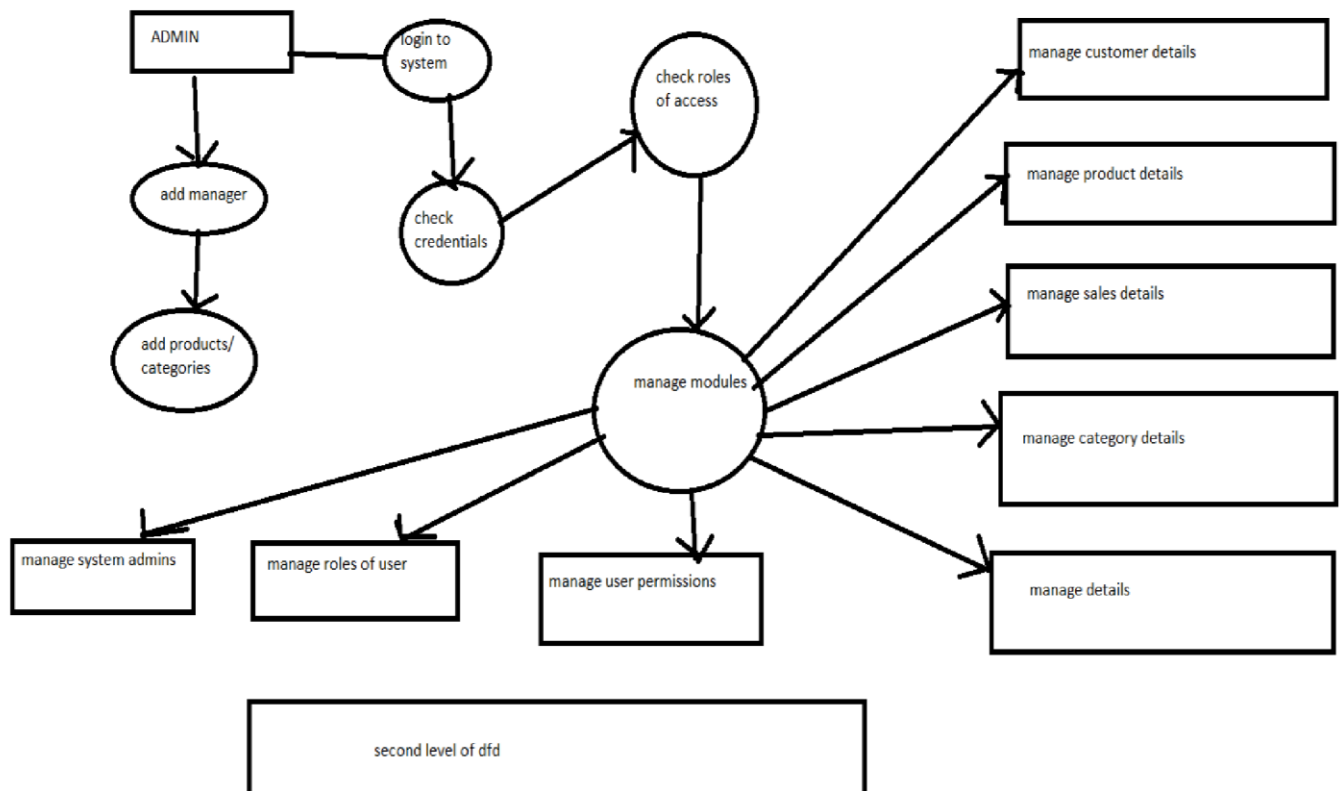 ADMIN
login to
system
check roles
of access
manage customer details
add manager
check
credentials
manage product details
add products/
categories
manage sales details
manage modules
manage category details
manage system admins
manage roles of user
manage user permissions
manage details
second level of dfd